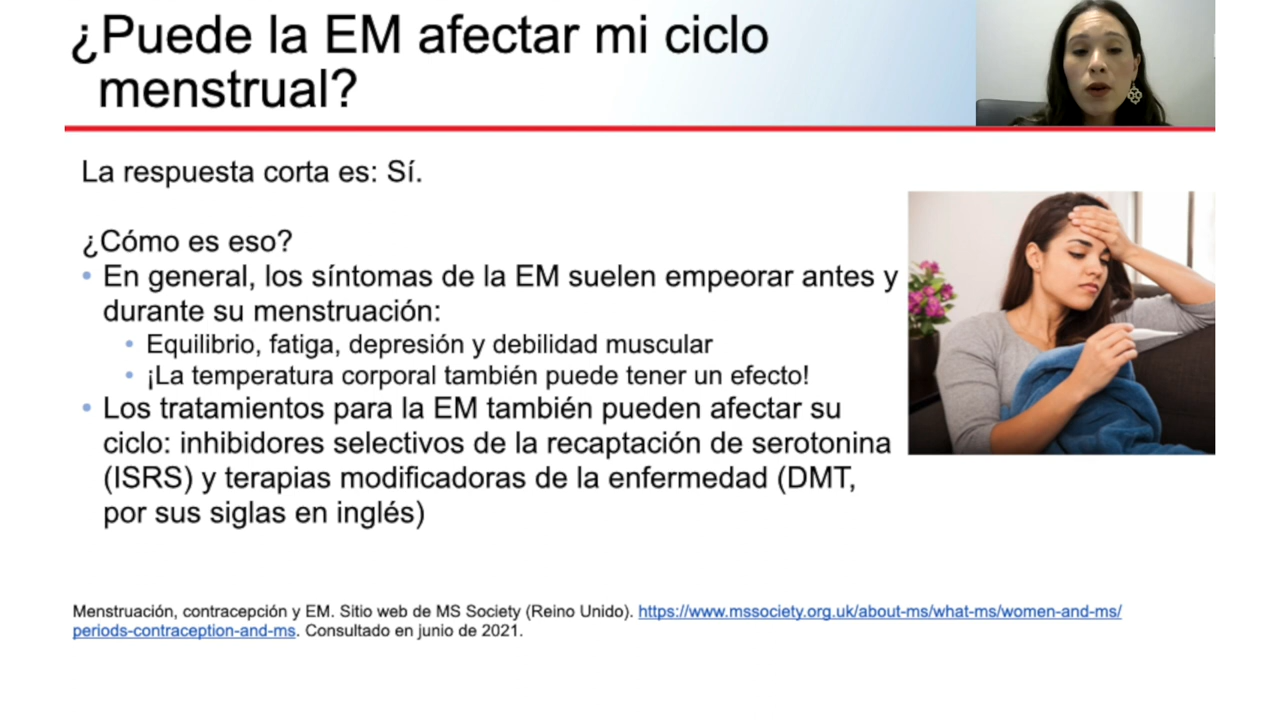 ¿Puede la EM afectar mi ciclo
menstrual?
La respuesta corta es: Sí.
¿Cómo es eso?
• En general, los síntomas de la EM suelen empeorar antes y
durante su menstruación:
• Equilibrio, fatiga, depresión y debilidad muscular
• ¡La temperatura corporal también puede tener un efecto!
• Los tratamientos para la EM también pueden afectar su
ciclo: inhibidores selectivos de la recaptación de serotonina
(ISRS) y terapias modificadoras de la enfermedad (DMT,
por sus siglas en inglés)
Menstruación, contracepción y EM. Sitio web de MS Society (Reino Unido). https://www.mssociety.org.uk/about-ms/what-ms/women-and-ms/
periods-contraception-and-ms. Consultado en junio de 2021.